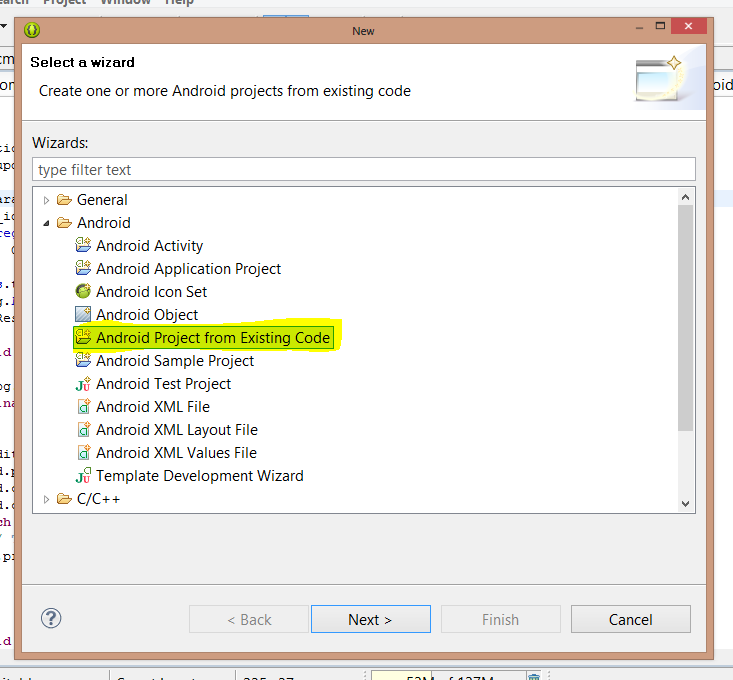 Project Window Help
New
Select a wizard
Create one or more Android projects from existing code
Wizards:
type filter text
General
Android
Android Activity
Android Application Project
Android Icon Set
Android Object
Android Project from Existing Code
Android Sample Project
Android Test Project
Android XML File
Android XML Layout File
Android XML Values File
Template Development Wizard
C/C++
?
< Back
Next >
Finish
Cancel